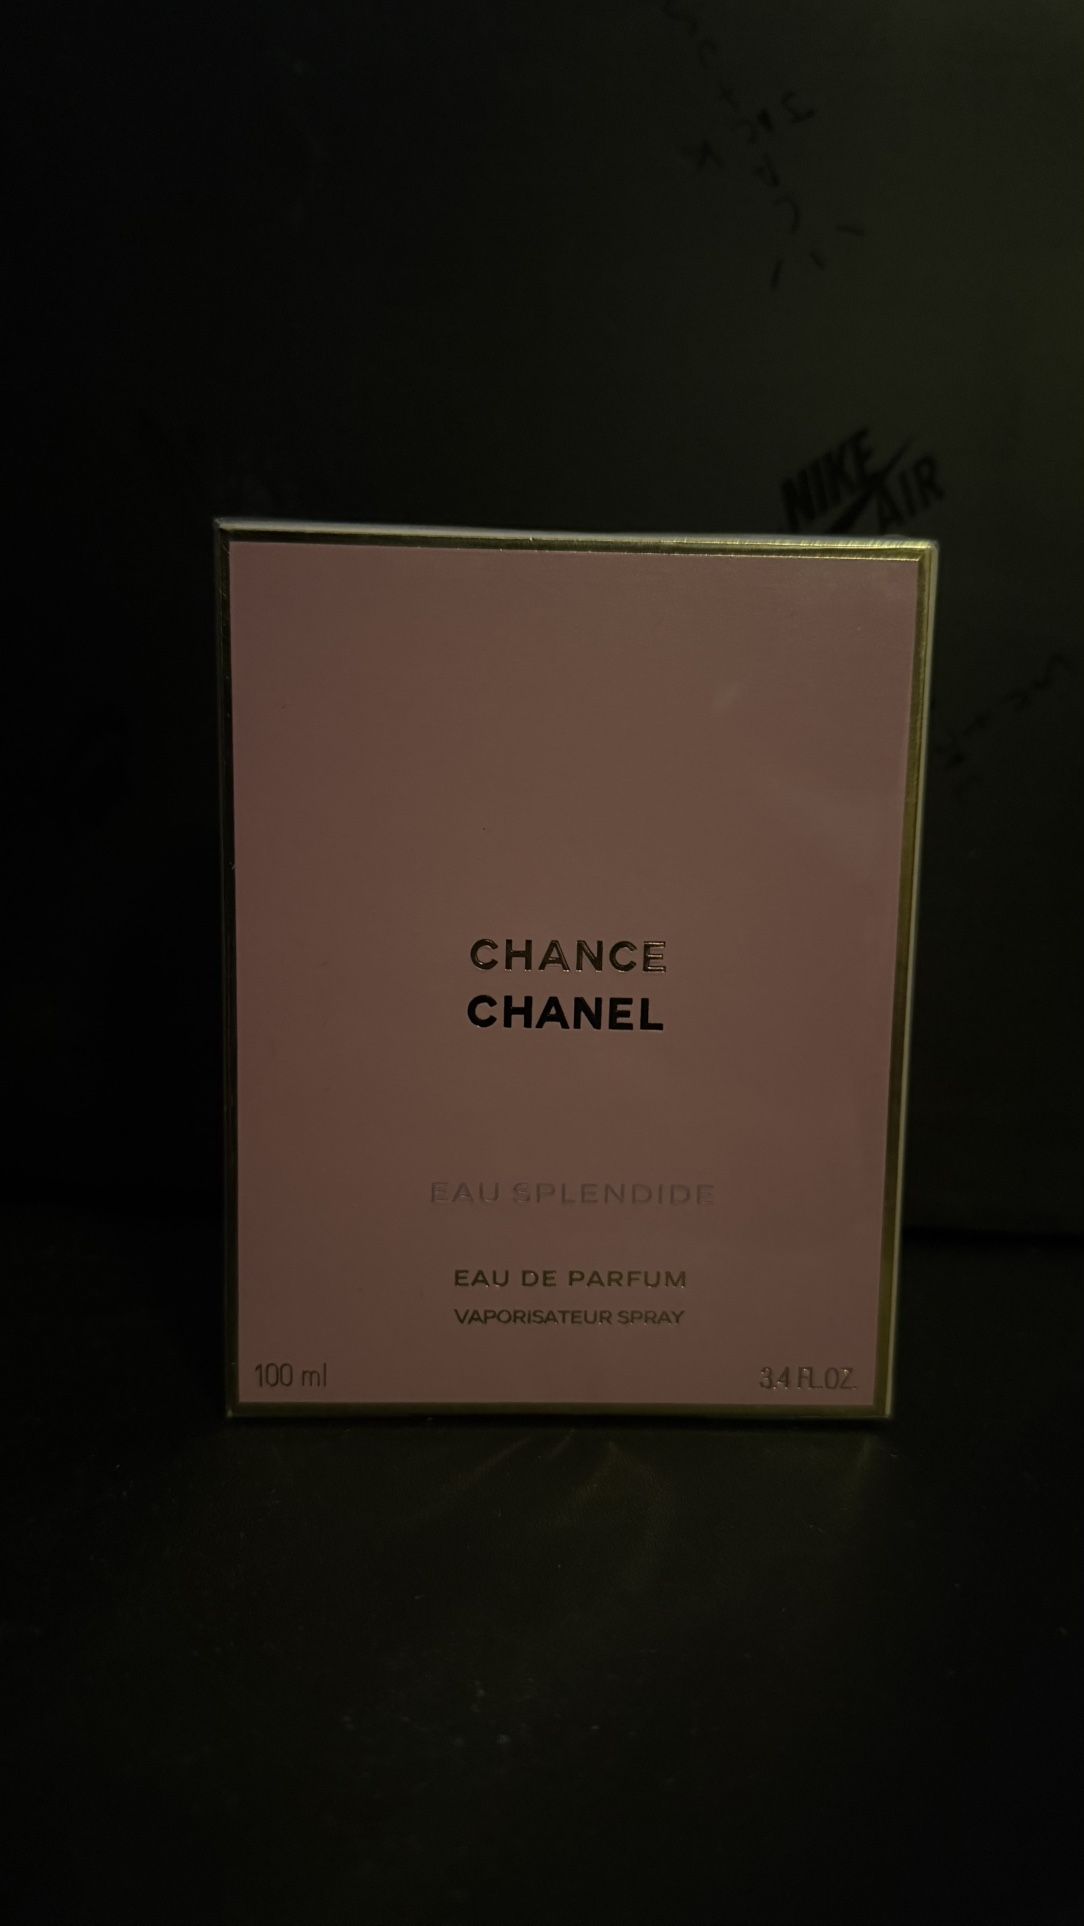 NIKE
AIR
CHANCE
CHANEL
EAU SPLENDIDE
EAU DE PARFUM
VAPORISATEUR SPRAY
100 ml
3.4 FL.OZ.